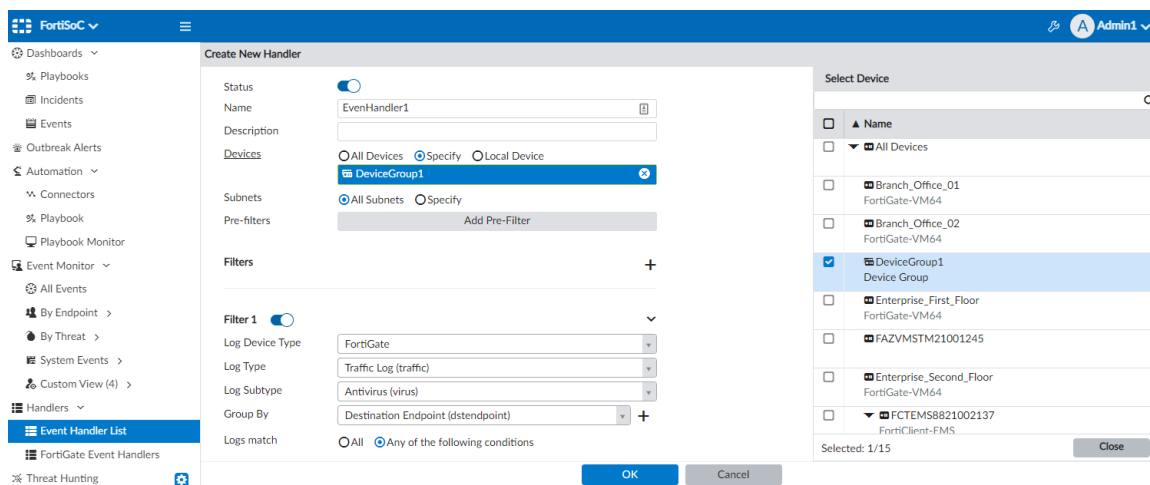 FortiSoC
Admin1
A
Dashboards
Playbooks
Incidents
Events
Outbreak Alerts
Automation
Connectors
Playbook
Playbook Monitor
Event Monitor
All Events
By Endpoint
By Threat
System Events
Custom View (4)
Handlers
Event Handler List
FortiGate Event Handlers
Threat Hunting
Create New Handler
Status
Name EvenHandler1
Description
Devices All Devices Specify Local Device
DeviceGroup1
Subnets All Subnets Specify
Pre-filters Add Pre-Filter
Filters
Filter 1
Log Device Type FortiGate
Log Type Traffic Log (traffic)
Log Subtype Antivirus (virus)
Group By Destination Endpoint (dstendpoint)
Logs match All Any of the following conditions
OK Cancel
Select Device
Name
All Devices
Branch_Office_01
FortiGate-VM64
Branch_Office_02
FortiGate-VM64
DeviceGroup1
Device Group
Enterprise_First_Floor
FortiGate-VM64
FAZVMSTM21001245
Enterprise_Second_Floor
FortiGate-VM64
FCTEMS8821002137
FortiClient-EMS
Selected: 1/15 Close